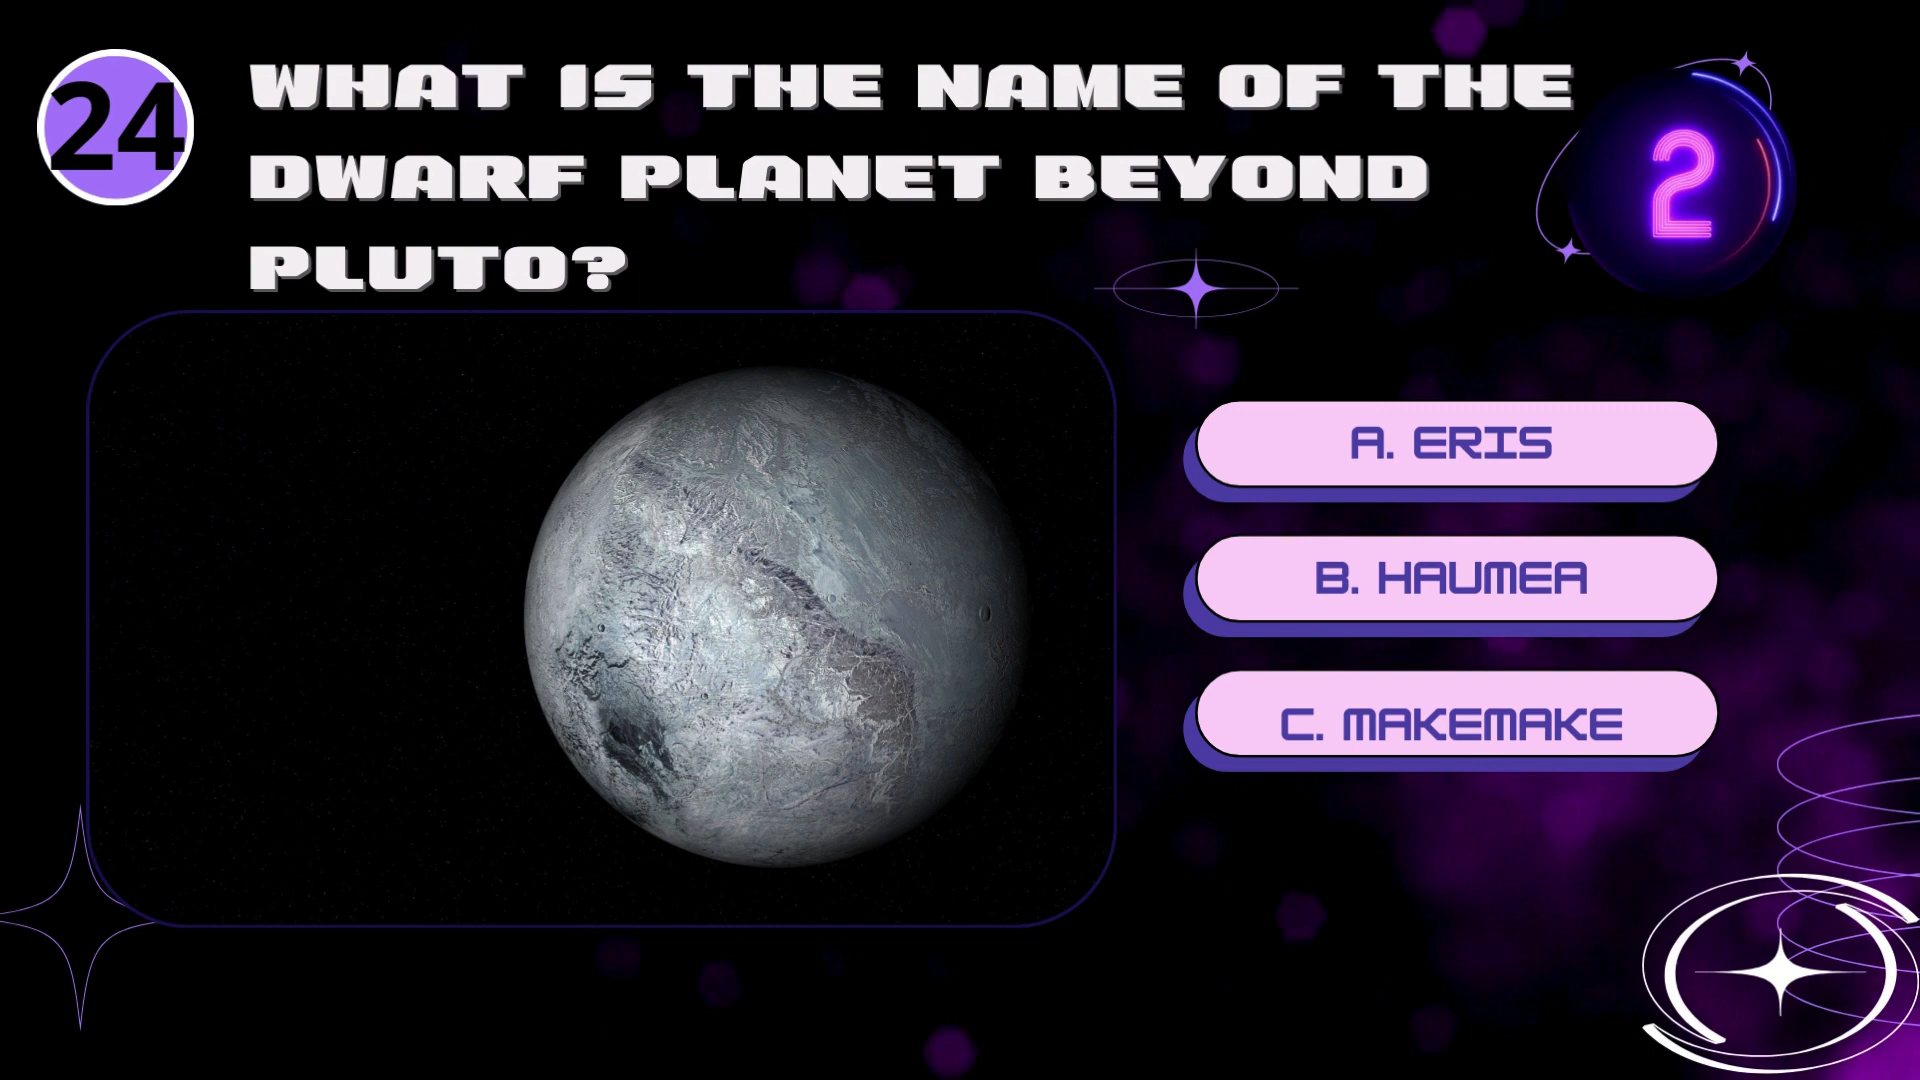 24
WHAT IS THE NAME OF THE
DWARF PLANET BEYOND
PLUTO?
2
A. ERIS
B. HAUMEA
C. MAKEMAKE